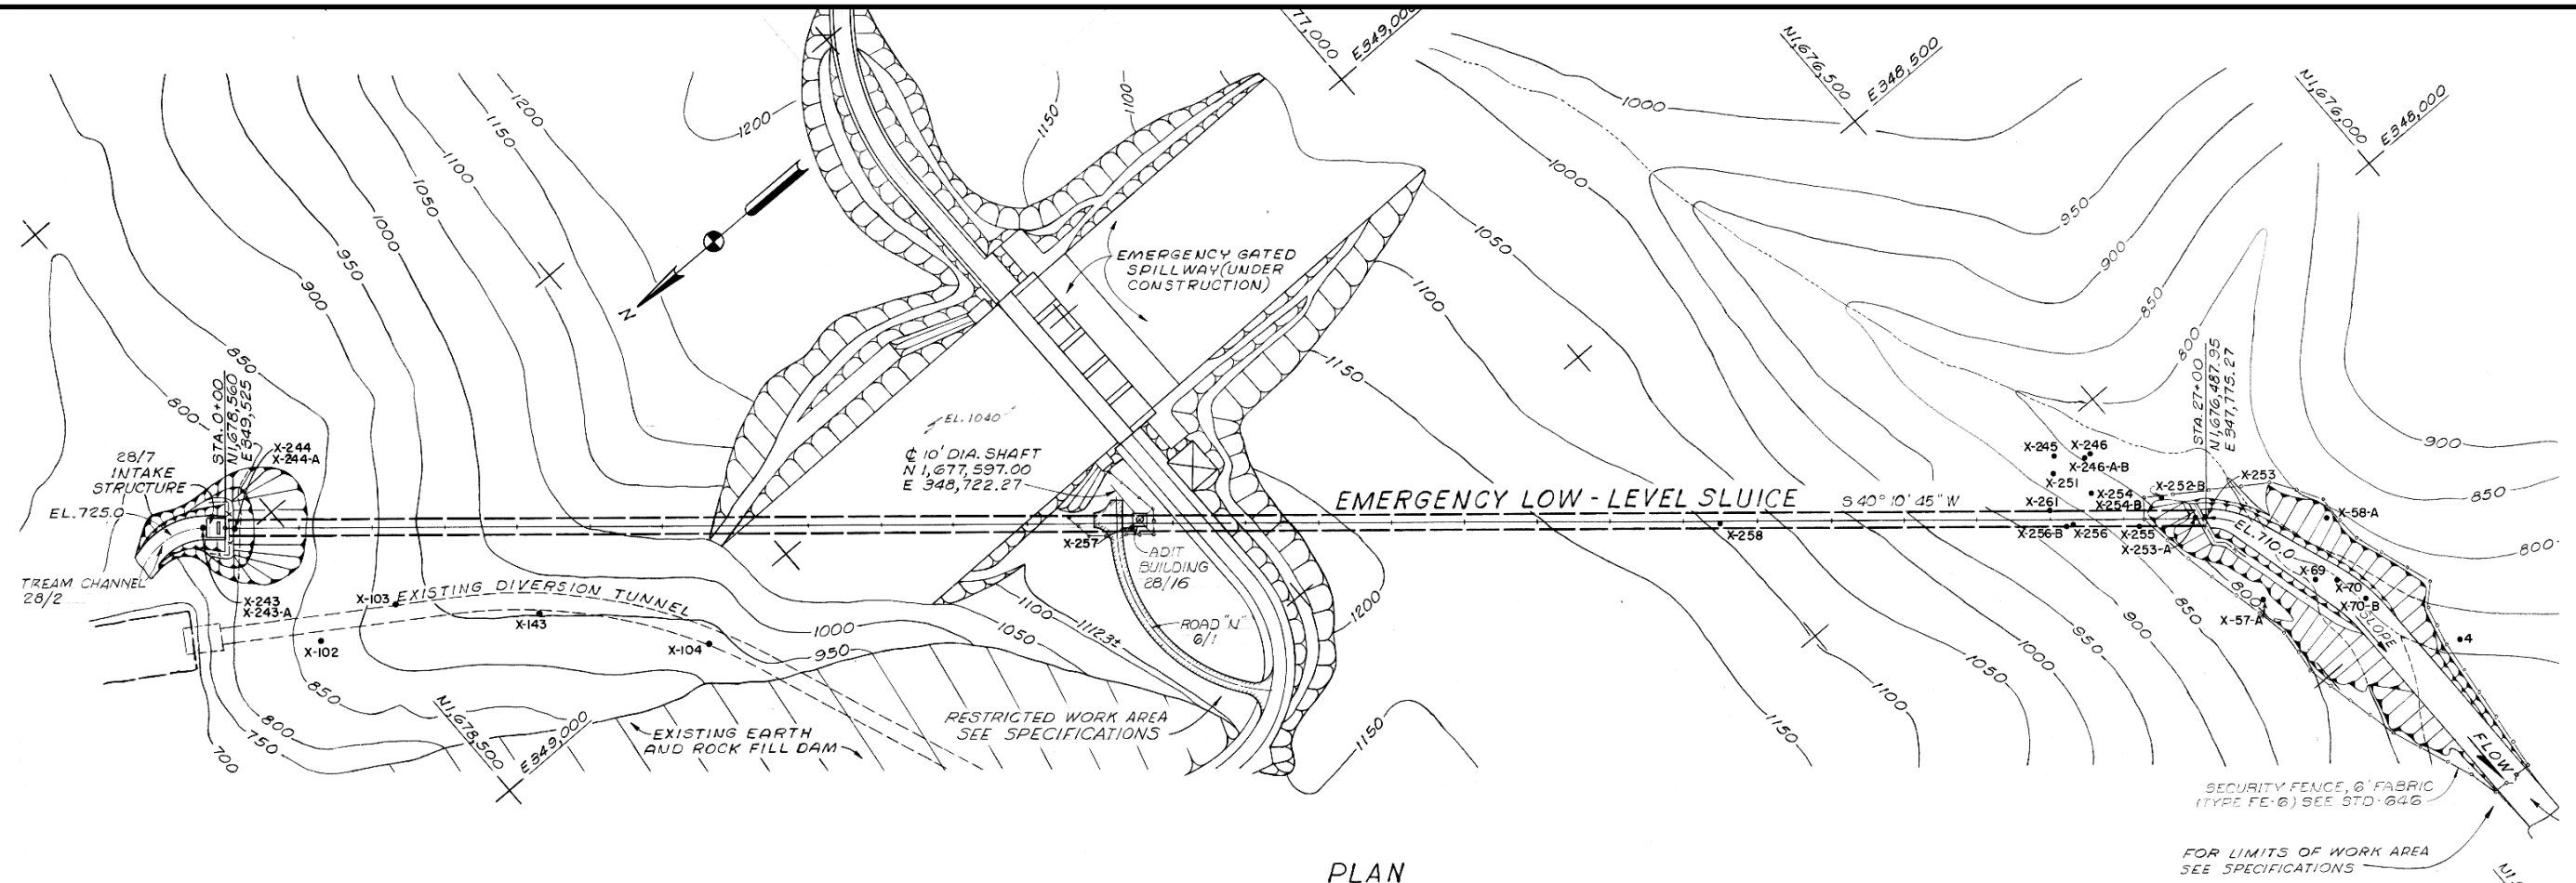 77,000
E349,000
N1,676,500
E348,500
N1,676,000
E348,000
1200
1150
1100
1050
1000
950
900
850
800
1200
1150
1100
1000
1000
1050
1100
1150
950
900
850
800
N
EMERGENCY GATED
SPILLWAY (UNDER
CONSTRUCTION)
EL. 1040
℄ 10' DIA. SHAFT
N 1,677,597.00
E 348,722.27
STA. 0+00
N1,678,560
E 349,525
X-244
X-244-A
28/7
INTAKE
STRUCTURE
EL. 725.0
TREAM CHANNEL
28/2
X-243
X-243-A
EMERGENCY LOW - LEVEL SLUICE
S 40° 10' 45" W
STA. 27+00
N1,676,487.95
E 347,775.27
X-245
X-246
X-246-A-B
X-251
X-252-B
X-253
X-254
X-254-B
X-261
X-256-B
X-256
X-255
X-253-A
X-58-A
EL. 710.0
X-69
X-70
X-70-B
X-57-A
SLOPE
4
900
850
800
X-257
ADIT
BUILDING
28/16
X-258
X-103
EXISTING DIVERSION TUNNEL
X-102
X-143
X-104
1000
950
1050
1100
1112.3±
ROAD "N"
6/1
1200
1150
1150
1100
1050
1000
950
900
850
800
850
800
750
700
N1,678,500
E349,000
EXISTING EARTH
AND ROCK FILL DAM
RESTRICTED WORK AREA
SEE SPECIFICATIONS
FLOW
SECURITY FENCE, 6' FABRIC
(TYPE FE-6) SEE STD-646
FOR LIMITS OF WORK AREA
SEE SPECIFICATIONS
PLAN